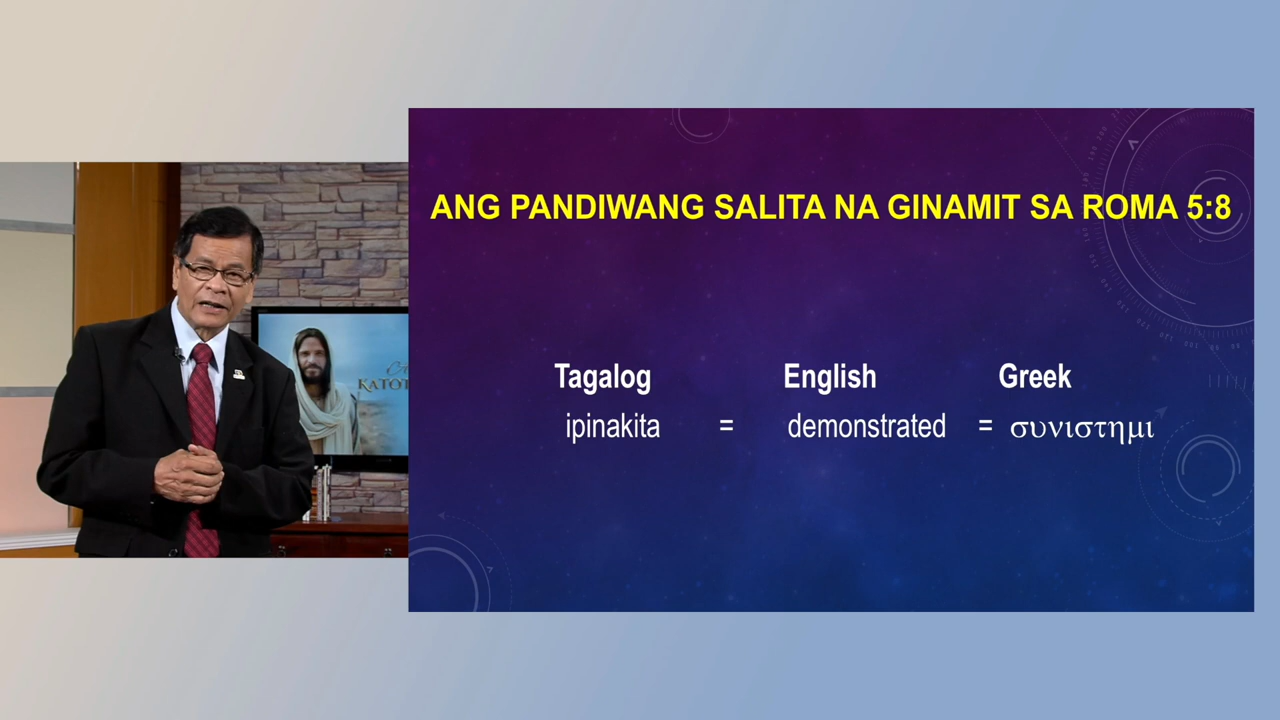 ANG PANDIWANG SALITA NA GINAMIT SA ROMA 5:8
Tagalog English Greek
ipinakita = demonstrated = συνιστημι